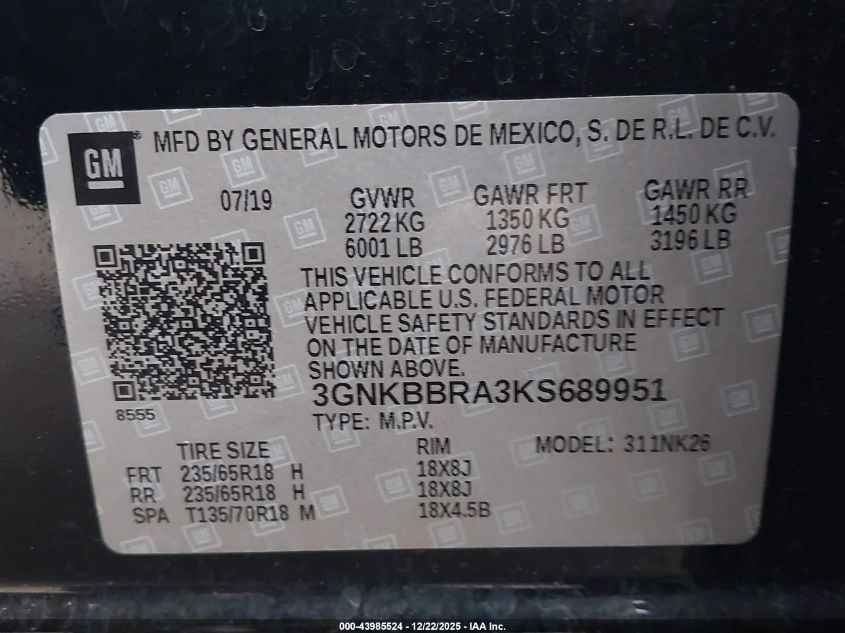 GM ® MFD BY GENERAL MOTORS DE MEXICO, S. DE R.L. DE C.V.
07/19 GVWR GAWR FRT GAWR RR
2722 KG 1350 KG 1450 KG
6001 LB 2976 LB 3196 LB
THIS VEHICLE CONFORMS TO ALL
APPLICABLE U.S. FEDERAL MOTOR
VEHICLE SAFETY STANDARDS IN EFFECT
ON THE DATE OF MANUFACTURE
SHOWN ABOVE.
3GNKBBRA3KS689951
8555 TYPE: M.P.V.
TIRE SIZE RIM MODEL: 311NK26
FRT 235/65R18 H 18X8J
RR 235/65R18 H 18X8J
SPA T135/70R18 M 18X4.5B
000-43985524 - 12/22/2025 - IAA Inc.